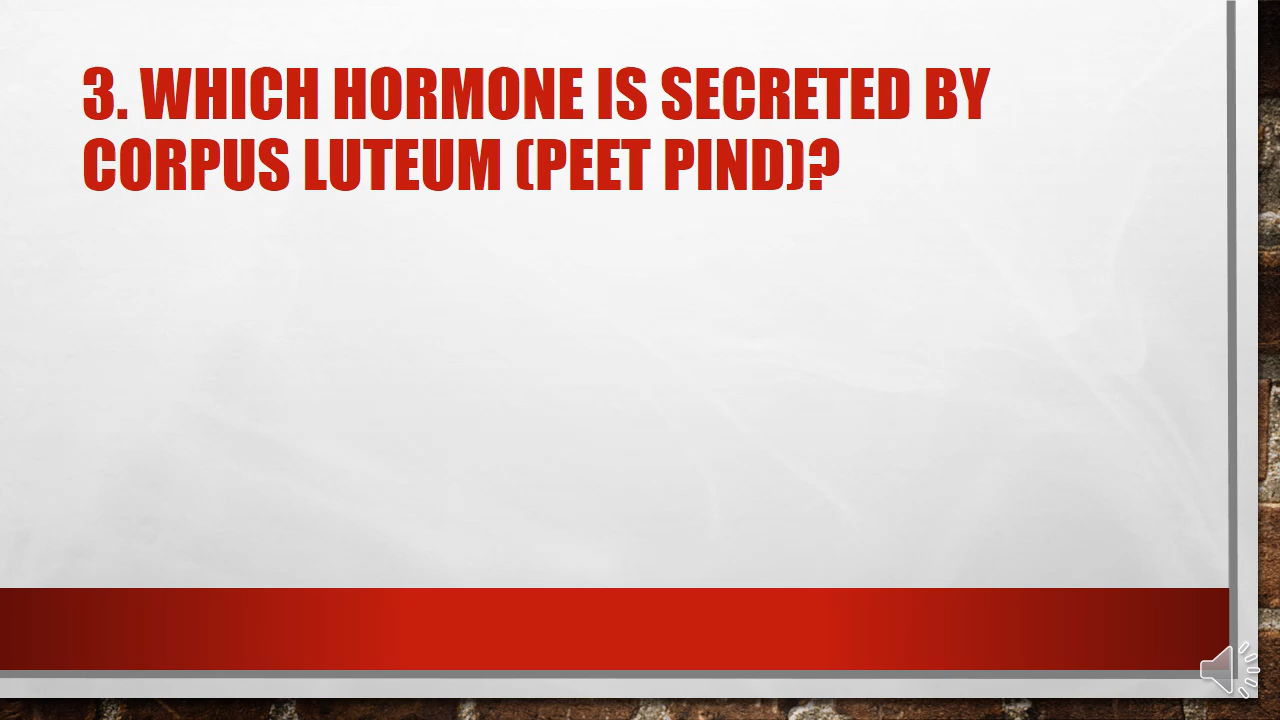 3. WHICH HORMONE IS SECRETED BY
CORPUS LUTEUM (PEET PIND)?